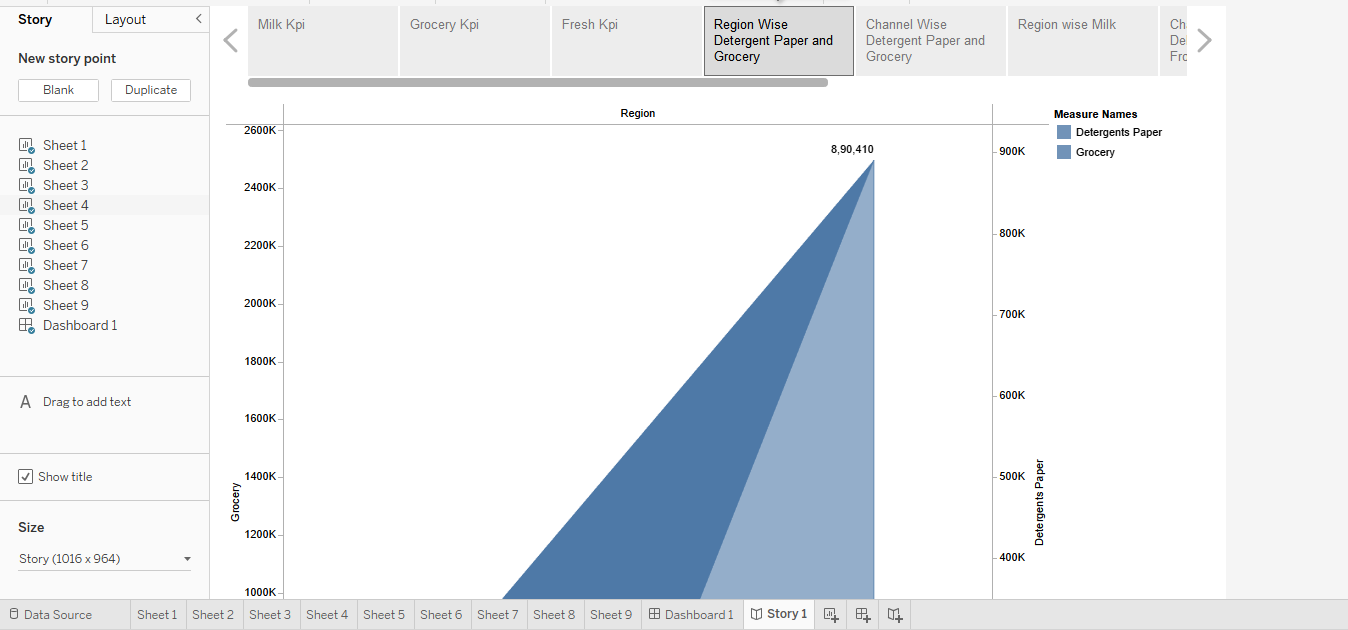 Story
Layout
New story point
Blank
Duplicate
Sheet 1
Sheet 2
Sheet 3
Sheet 4
Sheet 5
Sheet 6
Sheet 7
Sheet 8
Sheet 9
Dashboard 1
A Drag to add text
Show title
Size
Story (1016 x 964)
Milk Kpi
Grocery Kpi
Fresh Kpi
Region Wise
Detergent Paper and
Grocery
Channel Wise
Detergent Paper and
Grocery
Region wise Milk
Ch
De
Fro
Region
2600K
2400K
2200K
2000K
1800K
1600K
1400K
1200K
1000K
Grocery
8,90,410
900K
800K
700K
600K
500K
400K
Detergents Paper
Measure Names
Detergents Paper
Grocery
Data Source
Sheet 1
Sheet 2
Sheet 3
Sheet 4
Sheet 5
Sheet 6
Sheet 7
Sheet 8
Sheet 9
Dashboard 1
Story 1